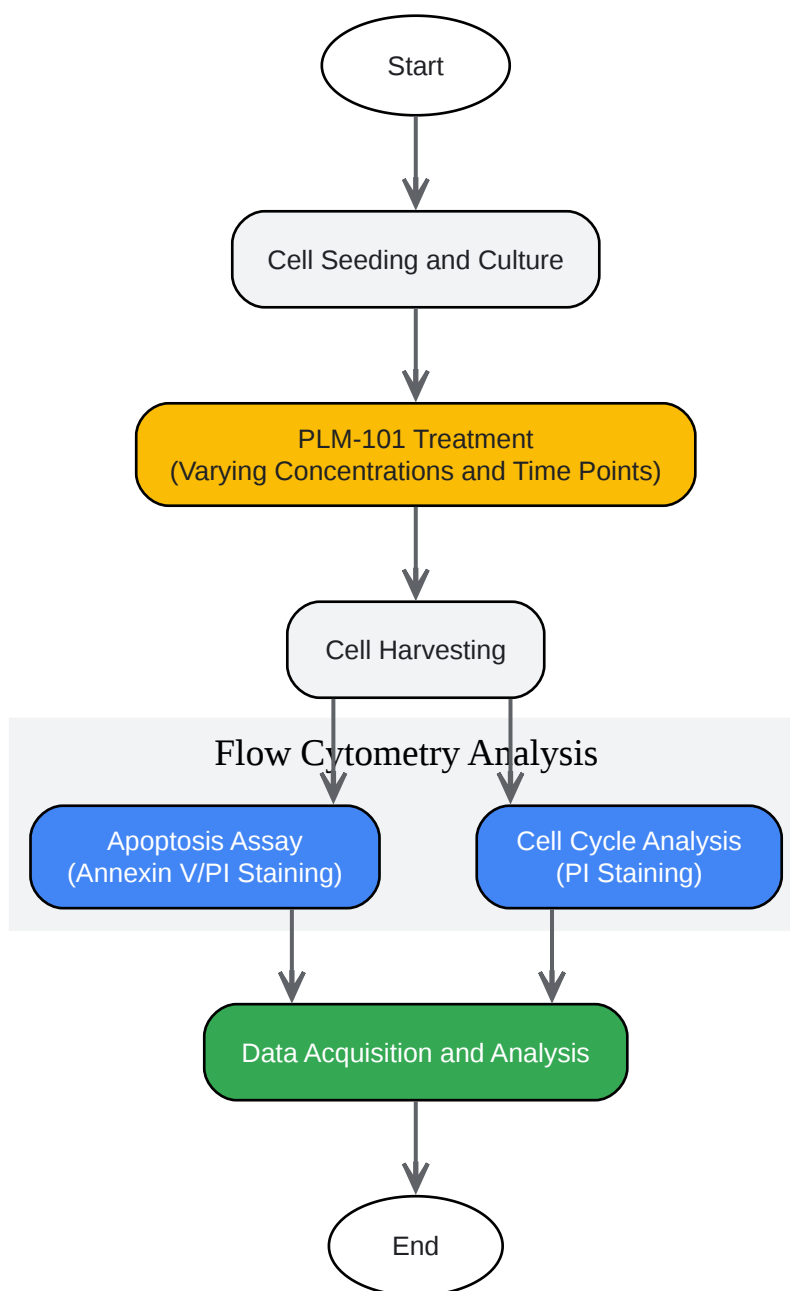 Start
Cell Seeding and Culture
PLM-101 Treatment
(Varying Concentrations and Time Points)
Cell Harvesting
Flow Cytometry Analysis
Apoptosis Assay
(Annexin V/PI Staining)
Cell Cycle Analysis
(PI Staining)
Data Acquisition and Analysis
End